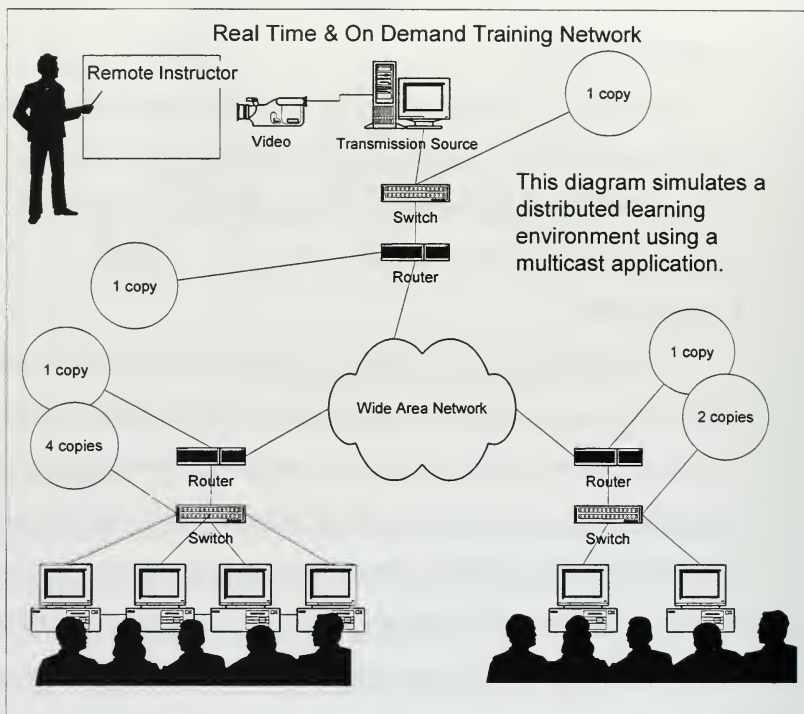 Real Time & On Demand Training Network
Remote Instructor
Video
Transmission Source
1 copy
Switch
This diagram simulates a
distributed learning
environment using a
multicast application.
Router
1 copy
1 copy
4 copies
Wide Area Network
1 copy
2 copies
Router
Switch
Router
Switch